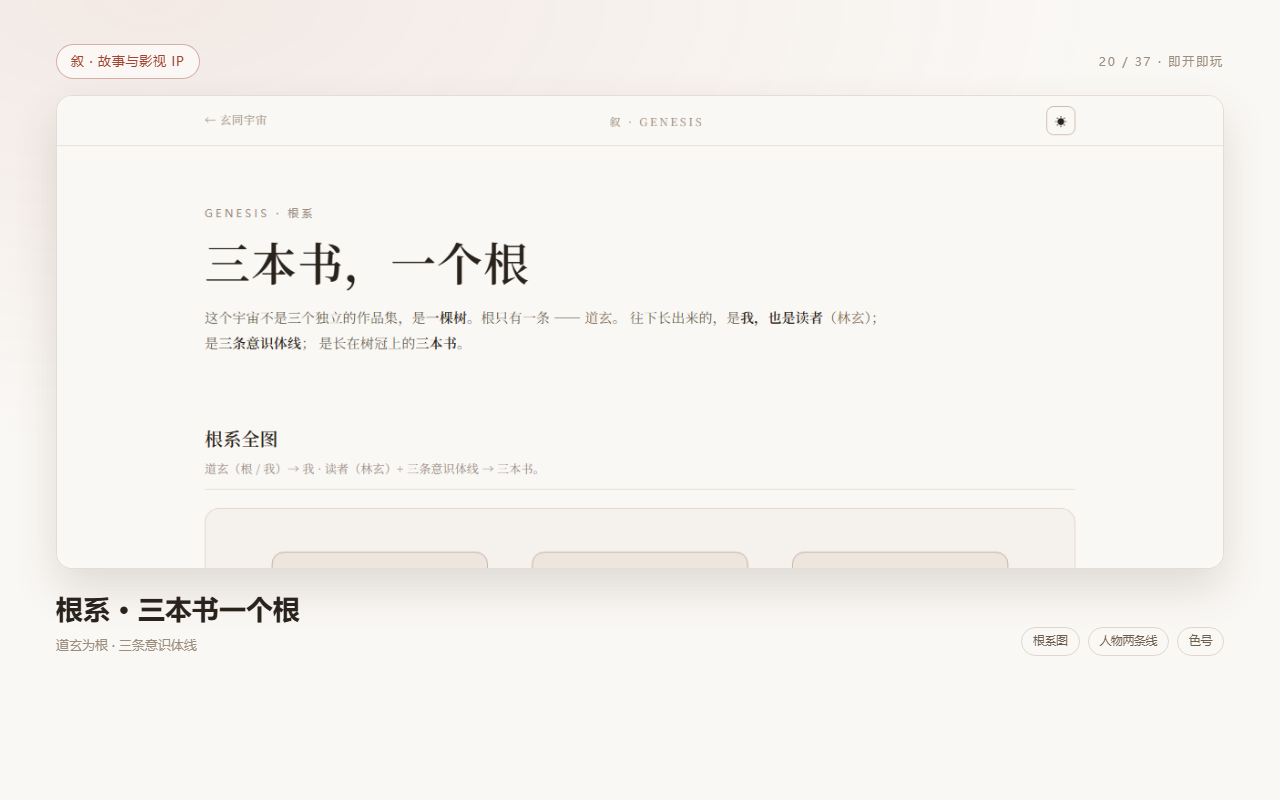 叙 · 故事与影视 IP
20 / 37 · 即开即玩
← 玄同宇宙
叙 · GENESIS
GENESIS · 根系
三本书，一个根
这个宇宙不是三个独立的作品集，是一棵树。根只有一条 —— 道玄。 往下长出来的，是我，也是读者（林玄）；
是三条意识体线； 是长在树冠上的三本书。
根系全图
道玄（根 / 我）→ 我 · 读者（林玄）+ 三条意识体线 → 三本书。
根系 · 三本书一个根
道玄为根 · 三条意识体线
根系图
人物两条线
色号